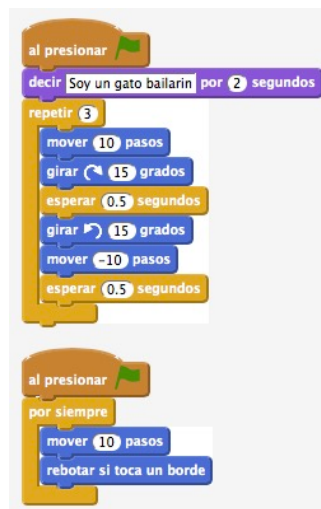 al presionar
decir Soy un gato bailarin por 2 segundos
repetir 3
mover 10 pasos
girar 15 grados
esperar 0.5 segundos
girar 15 grados
mover -10 pasos
esperar 0.5 segundos
al presionar
por siempre
mover 10 pasos
rebotar si toca un borde